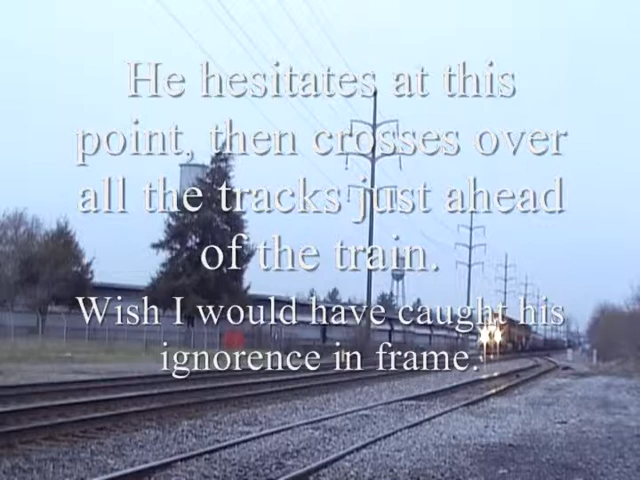 He hesitates at this
point, then crosses over
all the tracks just ahead
of the train.
Wish I would have caught his
ignorence in frame.